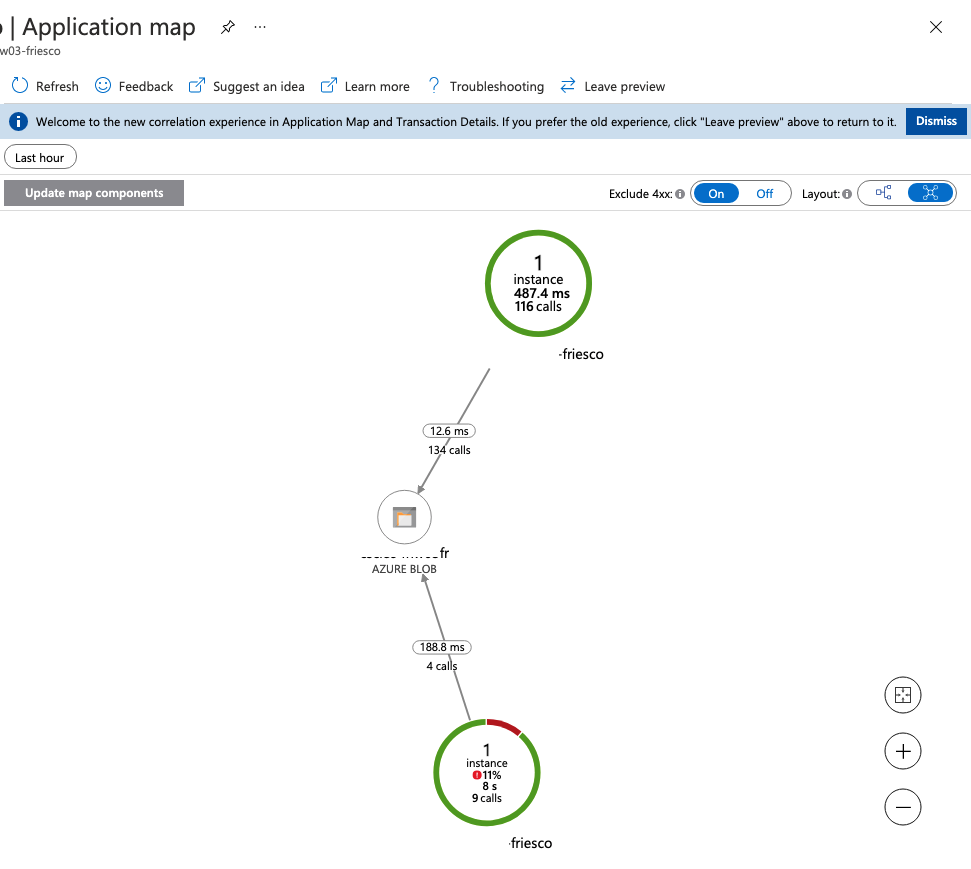 | Application map
w03-friesco
Refresh
Feedback
Suggest an idea
Learn more
Troubleshooting
Leave preview
Welcome to the new correlation experience in Application Map and Transaction Details. If you prefer the old experience, click "Leave preview" above to return to it.
Dismiss
Last hour
Update map components
Exclude 4xx:
On
Off
Layout:
1
instance
487.4 ms
116 calls
-friesco
12.6 ms
134 calls
fr
AZURE BLOB
188.8 ms
4 calls
1
instance
11%
8 s
9 calls
friesco